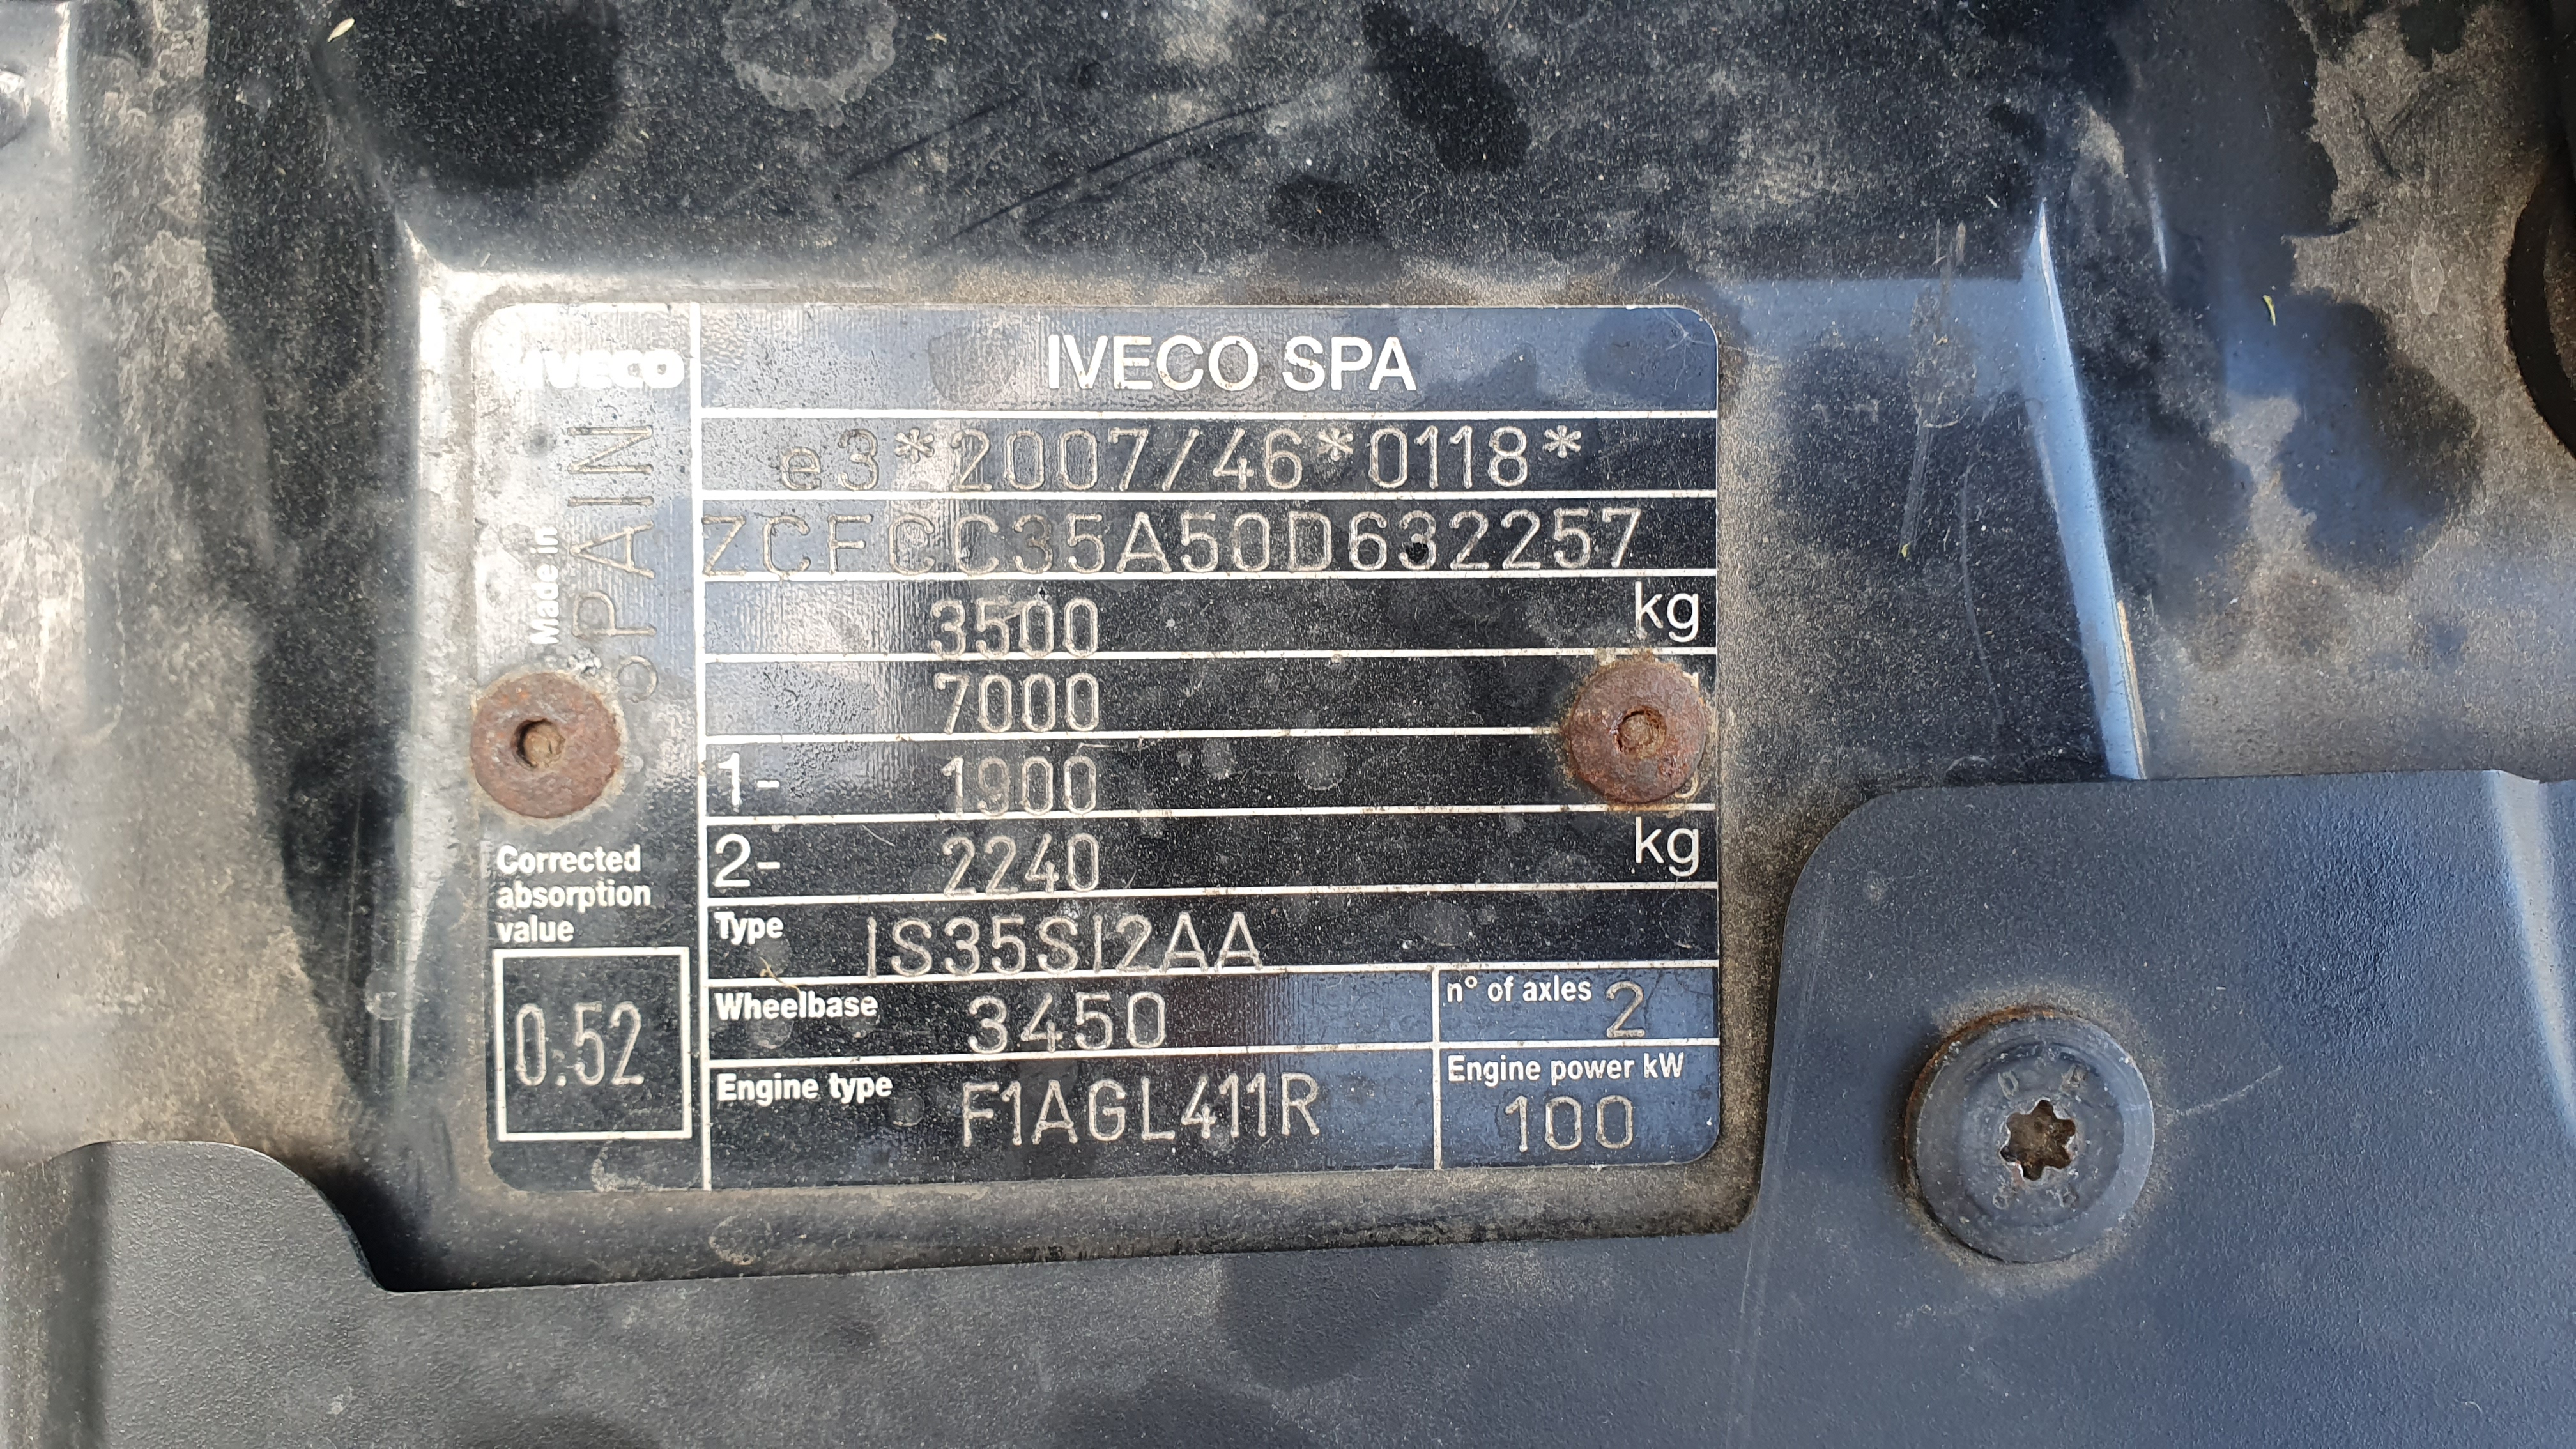 IVECO
IVECO SPA
e3*2007/46*0118*
ZCFCC35A50D632257
3500 kg
7000
1- 1900
2- 2240 kg
Made in SPAIN
Corrected
absorption
value
0.52
Type IS35SI2AA
Wheelbase 3450
n° of axles 2
Engine type F1AGL411R
Engine power kW
100